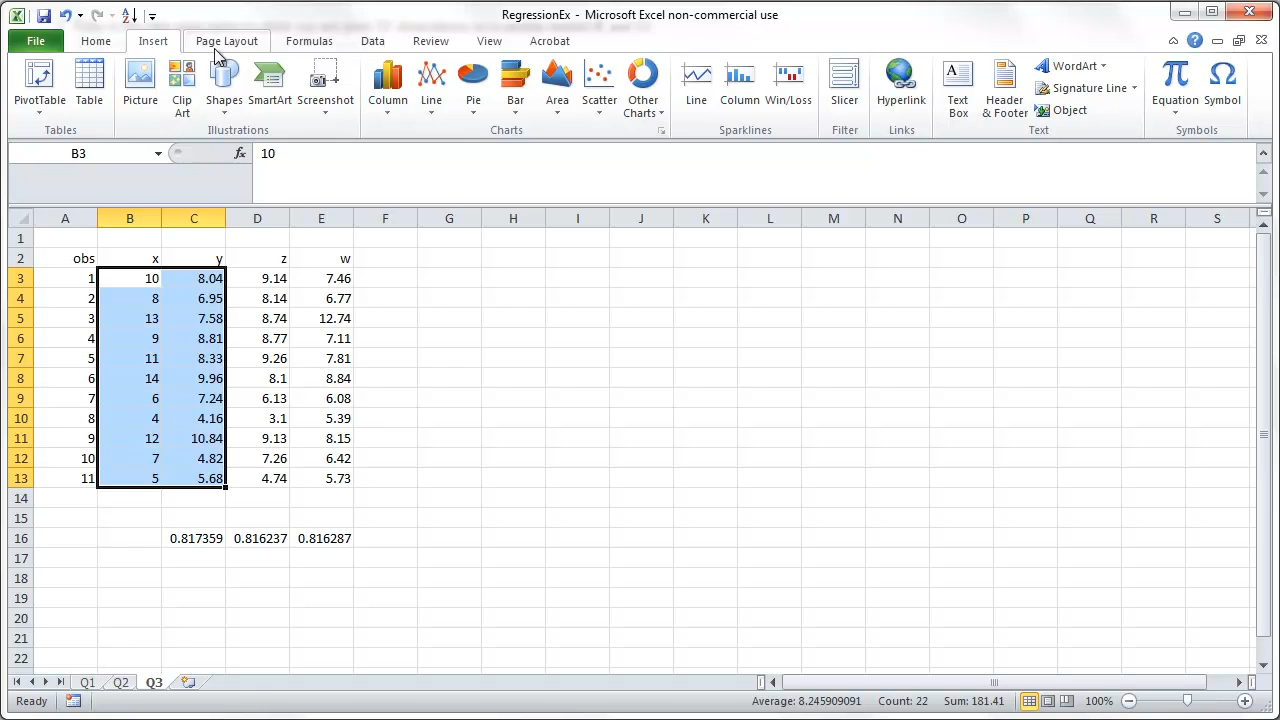 RegressionEx - Microsoft Excel non-commercial use
File Home Insert Page Layout Formulas Data Review View Acrobat
PivotTable Table Picture Clip Art Shapes SmartArt Screenshot Column Line Pie Bar Area Scatter Other Charts Line Column Win/Loss Slicer Hyperlink Text Box Header & Footer WordArt Signature Line Object Equation Symbol
Tables Illustrations Charts Sparklines Filter Links Text Symbols
B3 fx 10
A B C D E F G H I J K L M N O P Q R S
1
2 obs x y z w
3 1 10 8.04 9.14 7.46
4 2 8 6.95 8.14 6.77
5 3 13 7.58 8.74 12.74
6 4 9 8.81 8.77 7.11
7 5 11 8.33 9.26 7.81
8 6 14 9.96 8.1 8.84
9 7 6 7.24 6.13 6.08
10 8 4 4.16 3.1 5.39
11 9 12 10.84 9.13 8.15
12 10 7 4.82 7.26 6.42
13 11 5 5.68 4.74 5.73
14
15
16 0.817359 0.816237 0.816287
17
18
19
20
21
22
Q1 Q2 Q3
Ready Average: 8.245909091 Count: 22 Sum: 181.41 100%